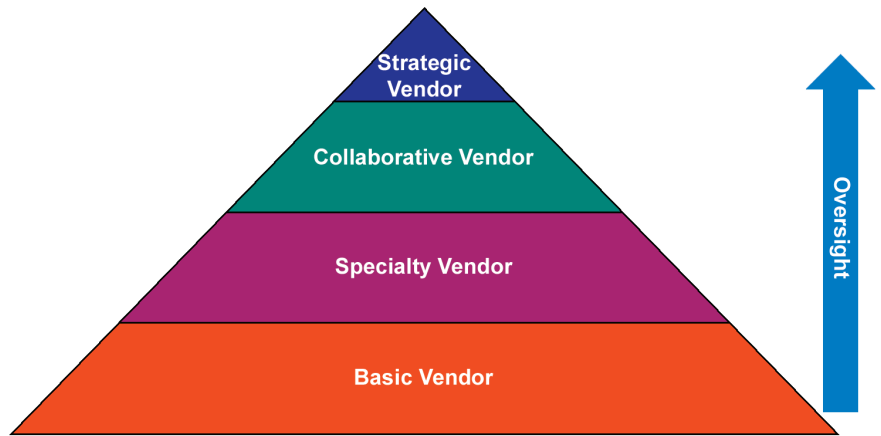 Strategic
Vendor
Collaborative Vendor
Specialty Vendor
Basic Vendor
Oversight